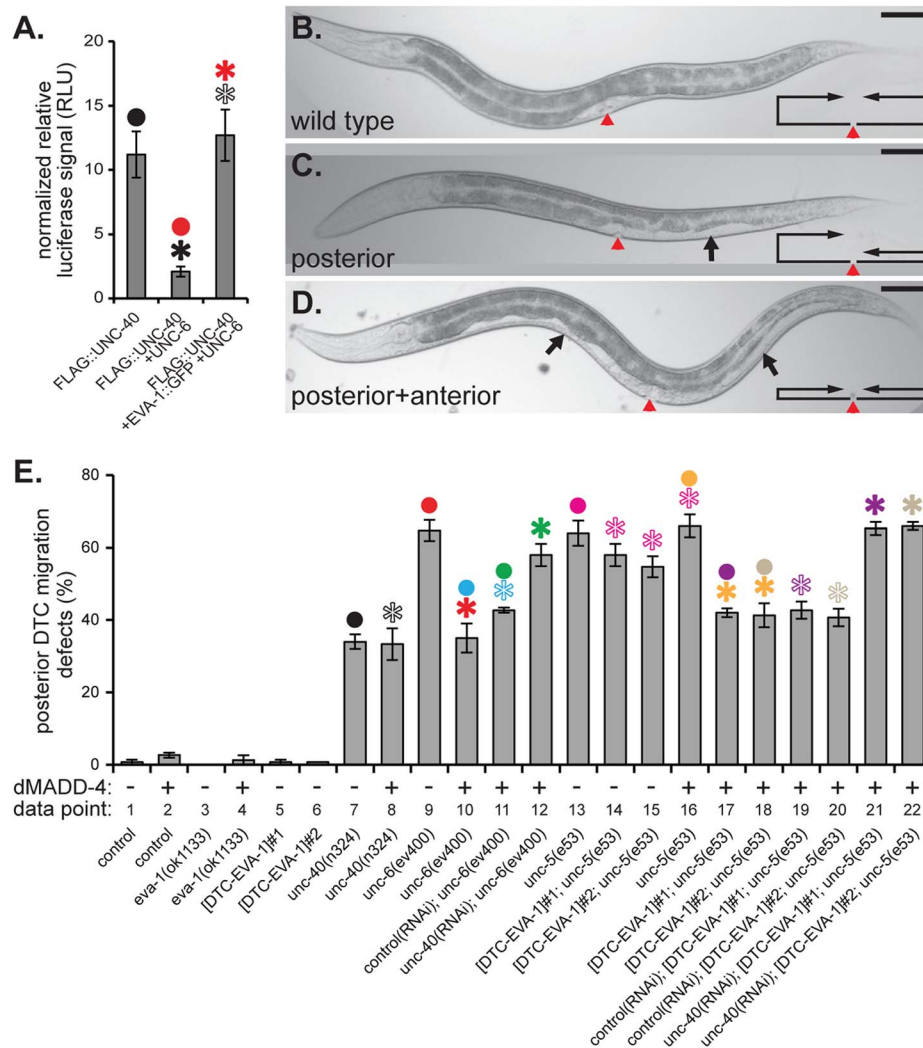 A.
normalized relative
luciferase signal (RLU)
20
15
10
5
0
FLAG::UNC-40
FLAG::UNC-40
+UNC-6
FLAG::UNC-40
+EVA-1::GFP +UNC-6
B.
wild type
C.
posterior
D.
posterior+anterior
E.
posterior DTC migration
defects (%)
80
60
40
20
0
dMADD-4: - + - + - - - + - + + + - - - + + + + + + +
data point: 1 2 3 4 5 6 7 8 9 10 11 12 13 14 15 16 17 18 19 20 21 22
control
control
eva-1(ok1133)
eva-1(ok1133)
[DTC-EVA-1]#1
[DTC-EVA-1]#2
unc-40(n324)
unc-40(n324)
unc-6(ev400)
unc-6(ev400)
control(RNAi); unc-6(ev400)
unc-40(RNAi); unc-6(ev400)
unc-5(e53)
[DTC-EVA-1]#1; unc-5(e53)
[DTC-EVA-1]#2; unc-5(e53)
unc-5(e53)
[DTC-EVA-1]#1; unc-5(e53)
[DTC-EVA-1]#2; unc-5(e53)
control(RNAi); [DTC-EVA-1]#1; unc-5(e53)
control(RNAi); [DTC-EVA-1]#2; unc-5(e53)
unc-40(RNAi); [DTC-EVA-1]#1; unc-5(e53)
unc-40(RNAi); [DTC-EVA-1]#2; unc-5(e53)